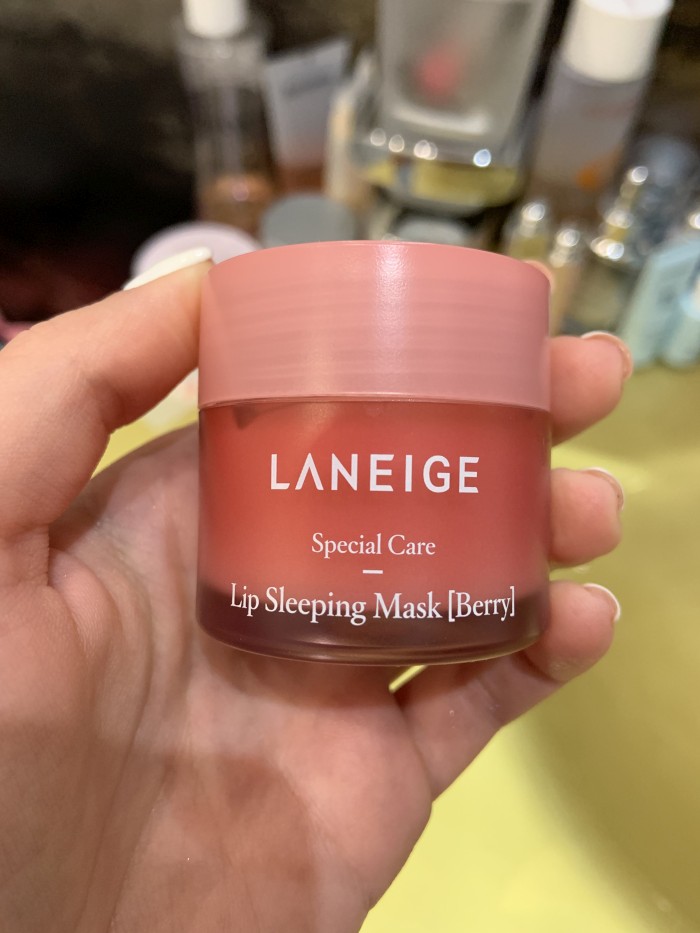 LANEIGE
Special Care
Lip Sleeping Mask [Berry]